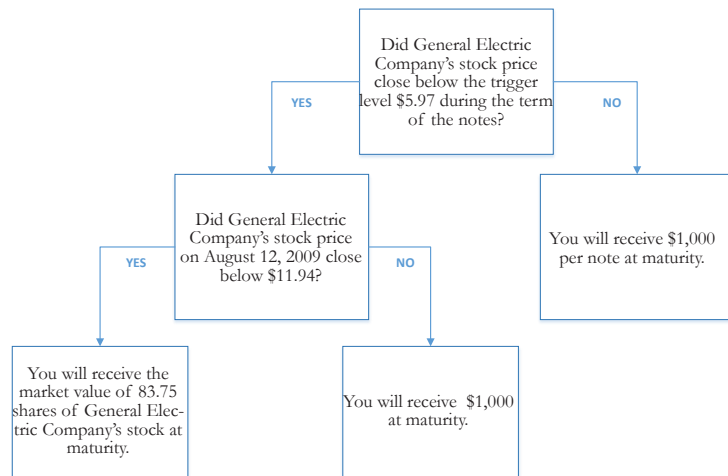 Did General Electric
Company's stock price
close below the trigger
level $5.97 during the term
of the notes?
YES
NO
Did General Electric
Company's stock price
on August 12, 2009 close
below $11.94?
You will receive $1,000
per note at maturity.
YES
NO
You will receive the
market value of 83.75
shares of General Elec-
tric Company's stock at
maturity.
You will receive $1,000
at maturity.